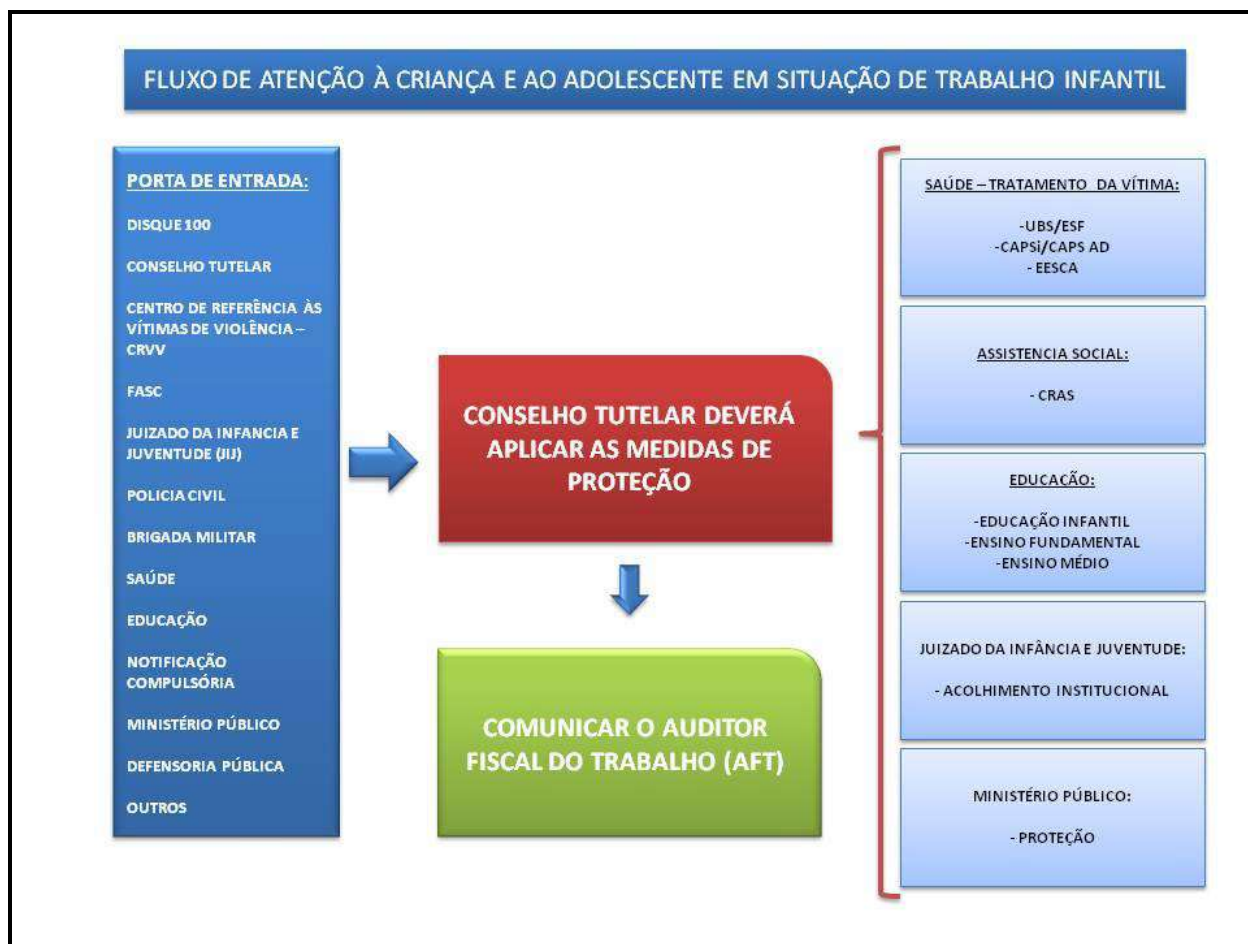 FLUXO DE ATENÇÃO À CRIANÇA E AO ADOLESCENTE EM SITUAÇÃO DE TRABALHO INFANTIL
PORTA DE ENTRADA:
DISQUE 100
CONSELHO TUTELAR
CENTRO DE REFERÊNCIA ÀS
VÍTIMAS DE VIOLÊNCIA –
CRVV
FASC
JUIZADO DA INFANCIA E
JUVENTUDE (JIJ)
POLICIA CIVIL
BRIGADA MILITAR
SAÚDE
EDUCAÇÃO
NOTIFICAÇÃO
COMPULSÓRIA
MINISTÉRIO PÚBLICO
DEFENSORIA PÚBLICA
OUTROS
CONSELHO TUTELAR DEVERÁ
APLICAR AS MEDIDAS DE
PROTEÇÃO
COMUNICAR O AUDITOR
FISCAL DO TRABALHO (AFT)
SAÚDE – TRATAMENTO DA VÍTIMA:
-UBS/ESF
-CAPSi/CAPS AD
- EESCA
ASSISTENCIA SOCIAL:
- CRAS
EDUCAÇÃO:
-EDUCAÇÃO INFANTIL
-ENSINO FUNDAMENTAL
-ENSINO MÉDIO
JUIZADO DA INFÂNCIA E JUVENTUDE:
- ACOLHIMENTO INSTITUCIONAL
MINISTÉRIO PÚBLICO:
- PROTEÇÃO